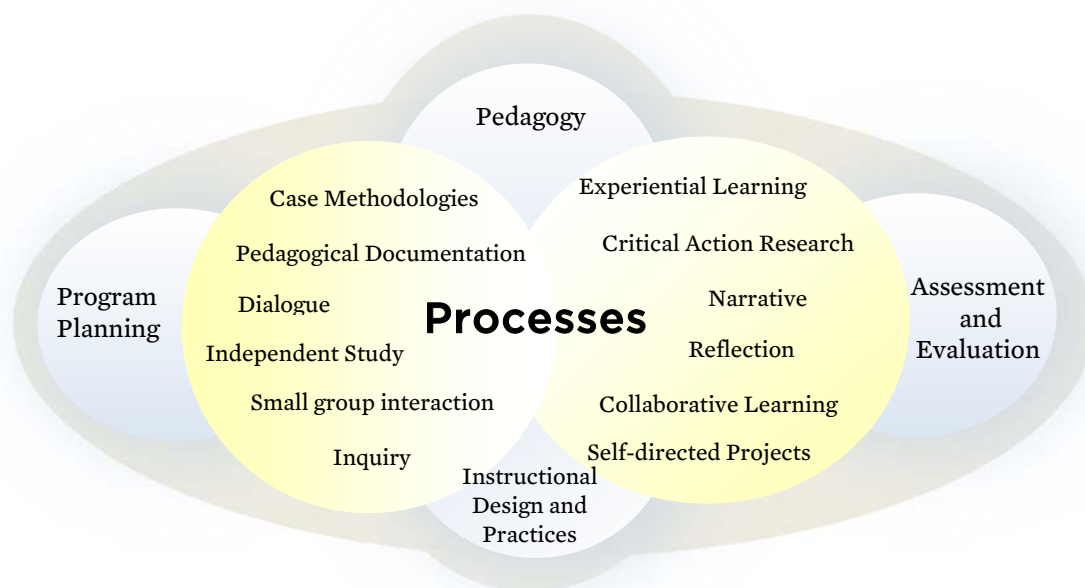 Pedagogy
Case Methodologies
Pedagogical Documentation
Dialogue
Independent Study
Small group interaction
Inquiry
Program
Planning
Processes
Experiential Learning
Critical Action Research
Narrative
Reflection
Collaborative Learning
Self-directed Projects
Assessment
and
Evaluation
Instructional
Design and
Practices